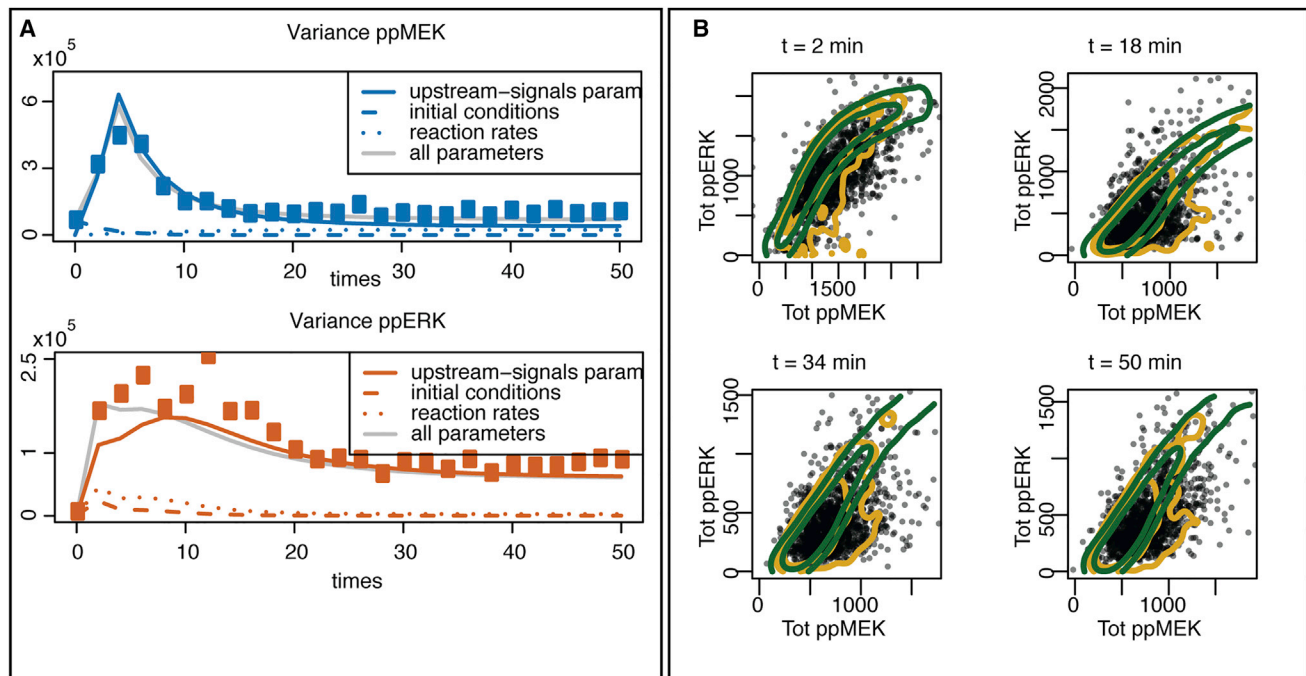 A
Variance ppMEK
x10 5
6
3
0
upstream-signals param
initial conditions
reaction rates
all parameters
0 10 20 30 40 50
times
Variance ppERK
x10 5
2.5
1
0
upstream-signals param
initial conditions
reaction rates
all parameters
0 10 20 30 40 50
times
B
t = 2 min
Tot ppERK
0 1000
0 1500
Tot ppMEK
t = 18 min
Tot ppERK
0 1000 2000
0 1000
Tot ppMEK
t = 34 min
Tot ppERK
0 500 1500
0 1000
Tot ppMEK
t = 50 min
Tot ppERK
0 500 1500
0 1000
Tot ppMEK